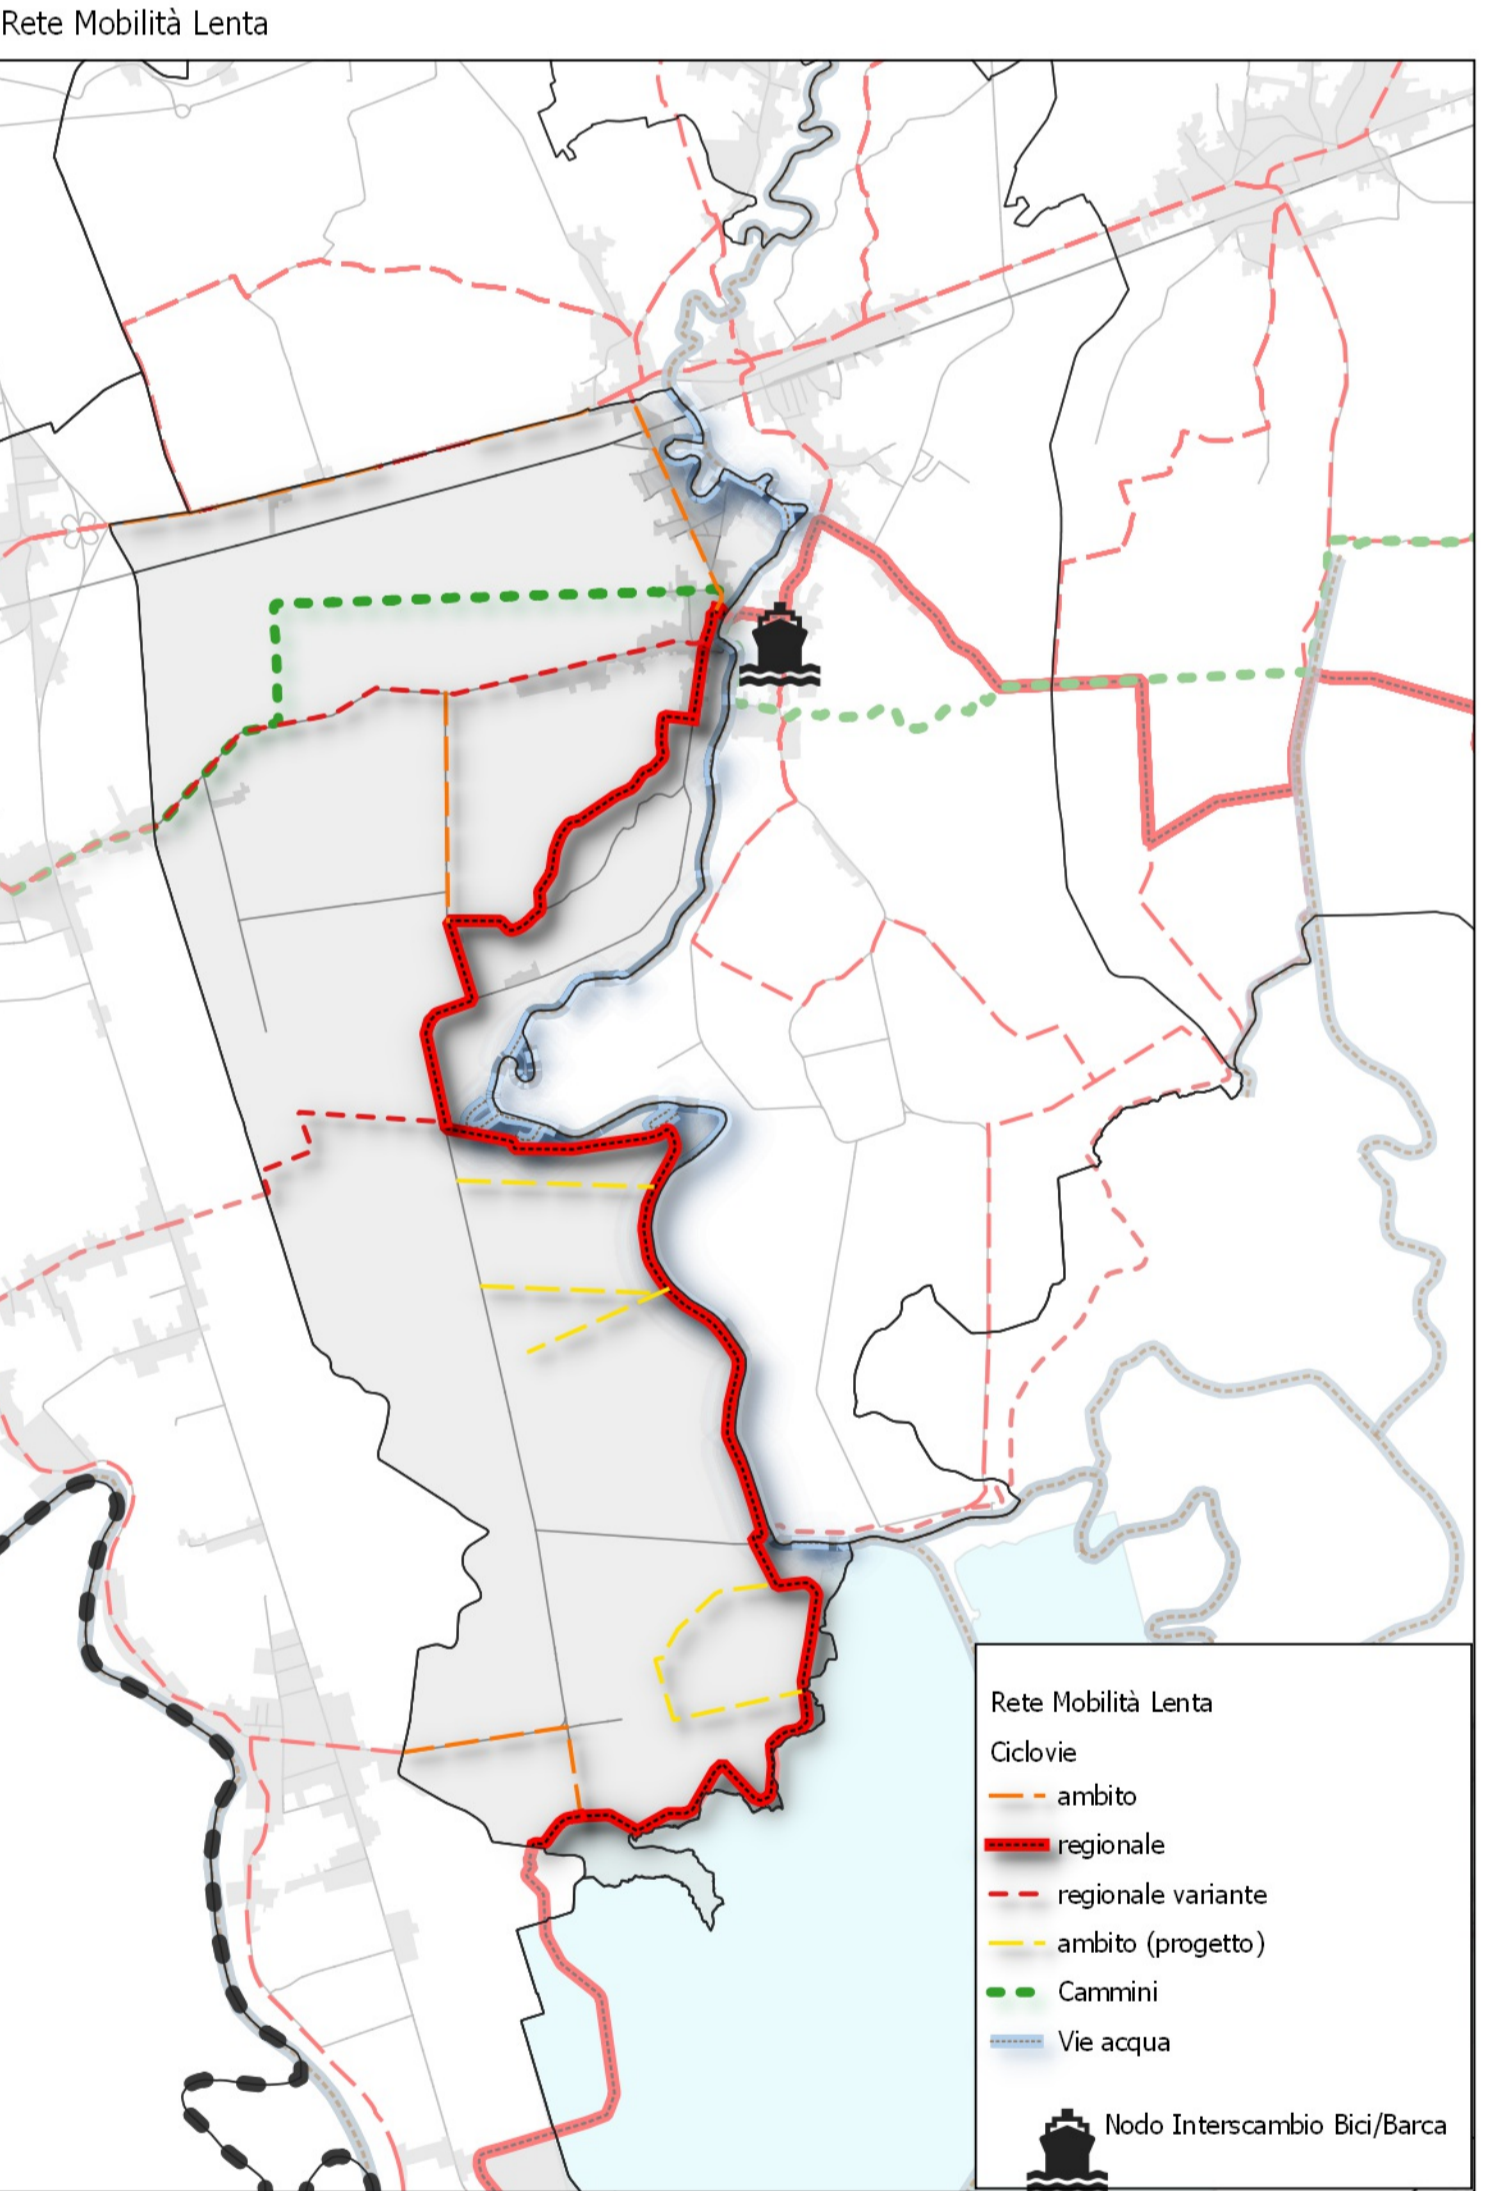 Rete Mobilità Lenta
Rete Mobilità Lenta
Ciclovie
ambito
regionale
regionale variante
ambito (progetto)
Cammini
Vie acqua
Nodo Interscambio Bici/Barca